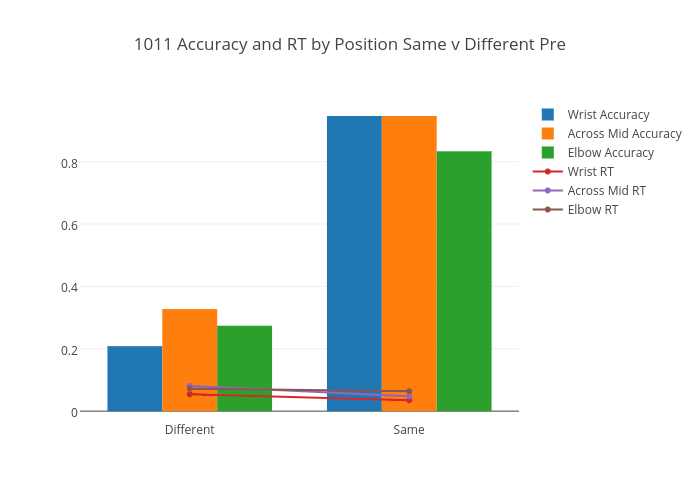 1011 Accuracy and RT by Position Same v Different Pre
Wrist Accuracy
Across Mid Accuracy
Elbow Accuracy
Wrist RT
Across Mid RT
Elbow RT
0.8
0.6
0.4
0.2
0
Different
Same